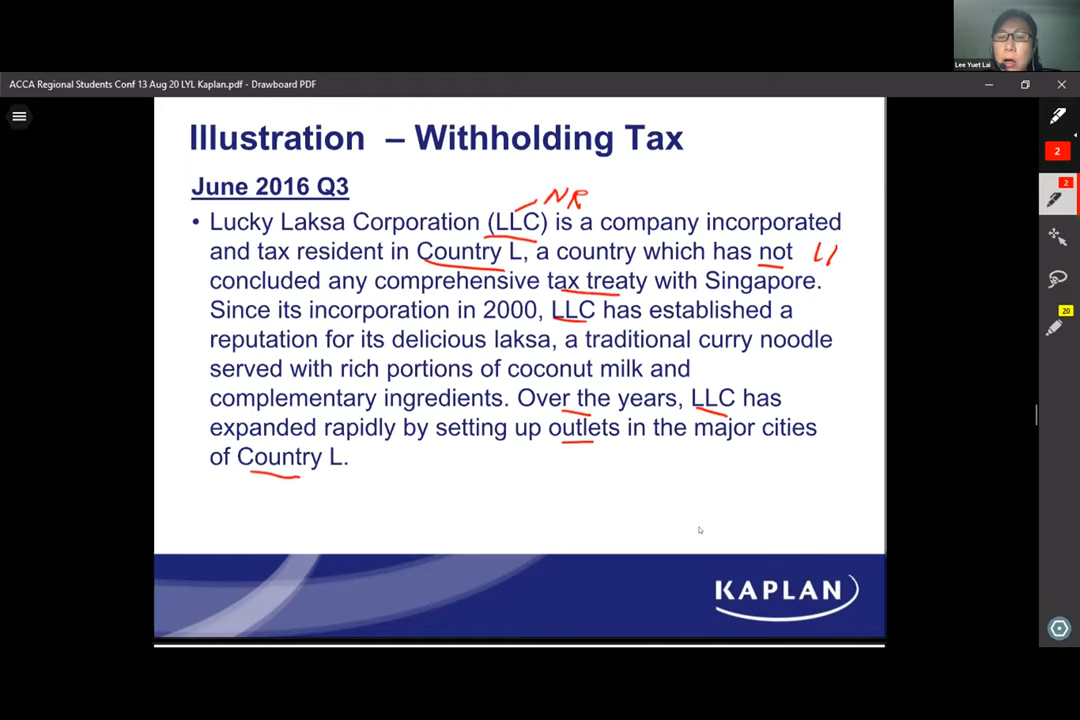 Lee Yuet Lai
ACCA Regional Students Conf 13 Aug 20 LYL Kaplan.pdf - Drawboard PDF
Illustration – Withholding Tax
2
2
June 2016 Q3
NR
• Lucky Laksa Corporation (LLC) is a company incorporated
and tax resident in Country L, a country which has not
concluded any comprehensive tax treaty with Singapore.
Since its incorporation in 2000, LLC has established a
reputation for its delicious laksa, a traditional curry noodle
served with rich portions of coconut milk and
complementary ingredients. Over the years, LLC has
expanded rapidly by setting up outlets in the major cities
of Country L.
20
KAPLAN